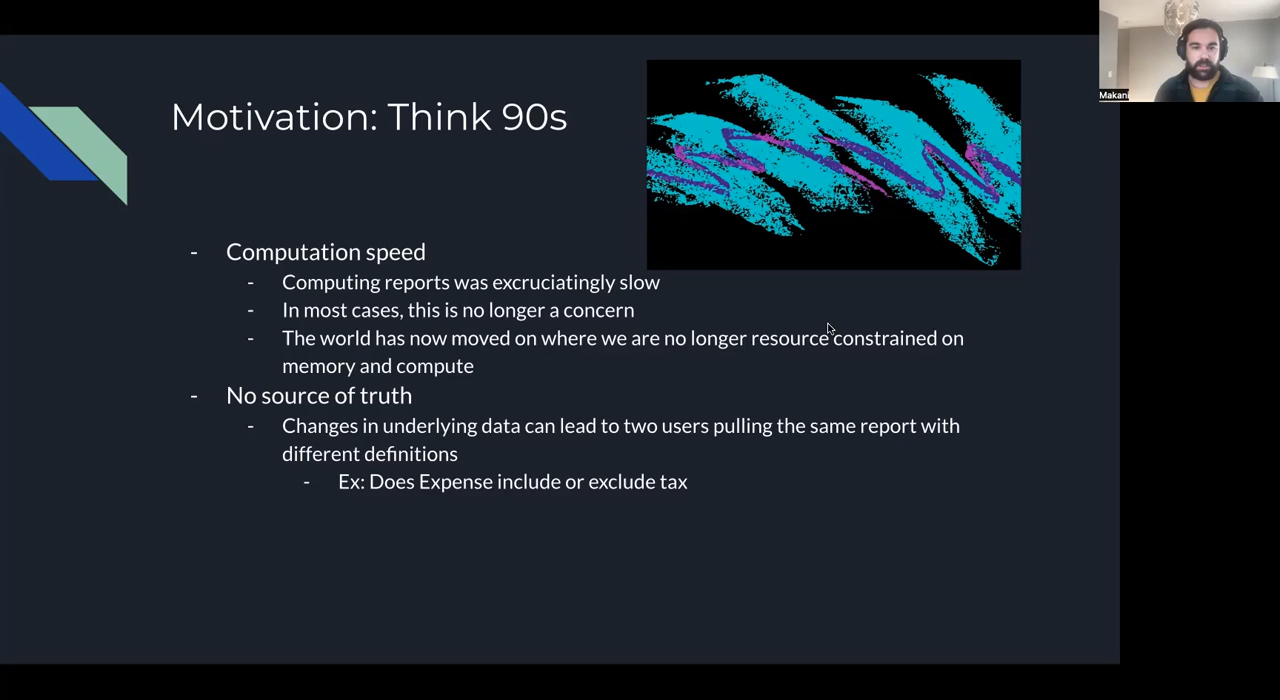 Motivation: Think 90s
Makani
- Computation speed
- Computing reports was excruciatingly slow
- In most cases, this is no longer a concern
- The world has now moved on where we are no longer resource constrained on
memory and compute
- No source of truth
- Changes in underlying data can lead to two users pulling the same report with
different definitions
- Ex: Does Expense include or exclude tax